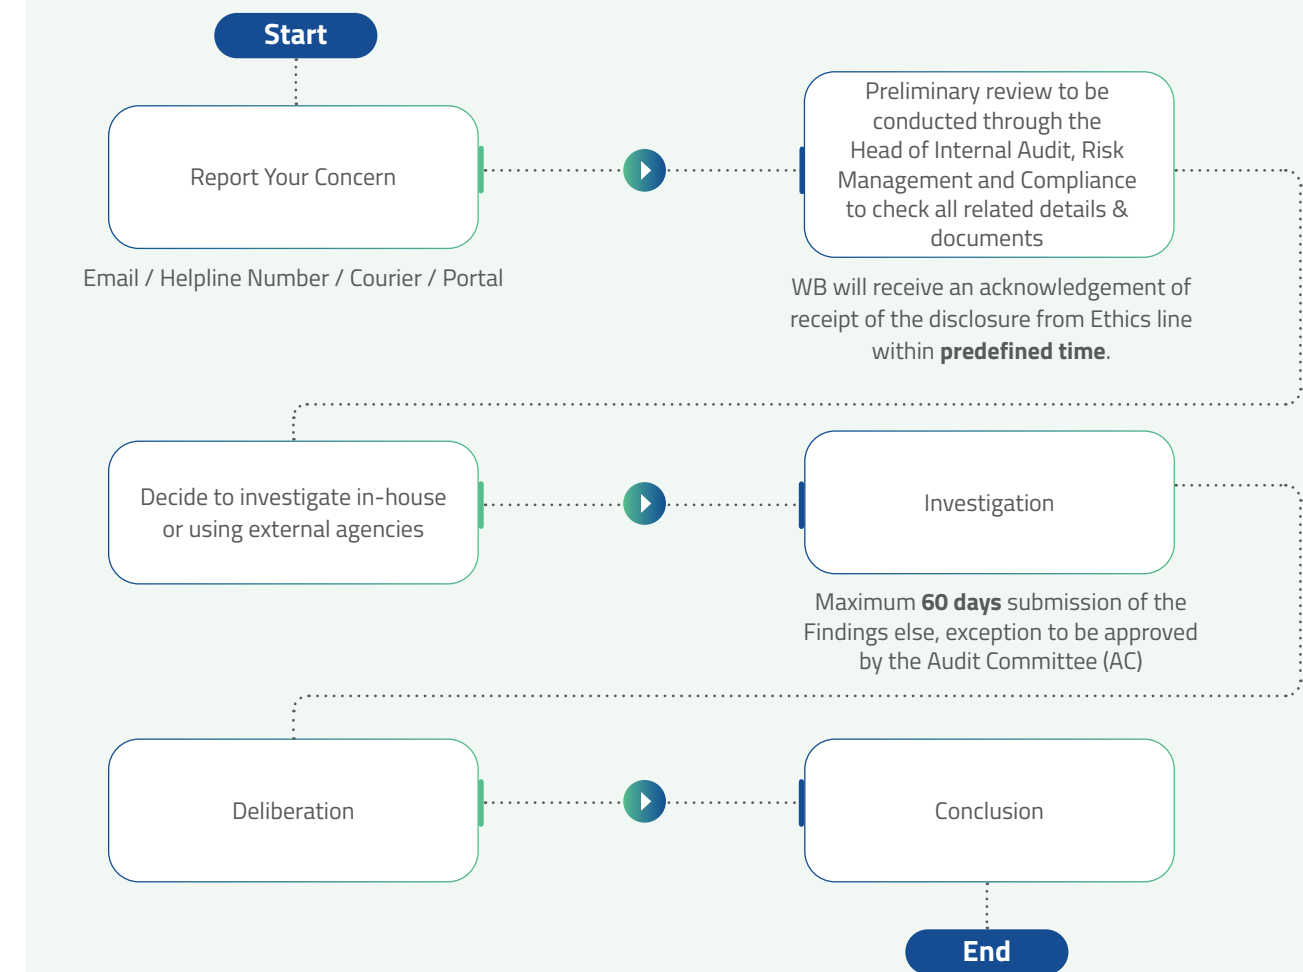 Start
Report Your Concern
Email / Helpline Number / Courier / Portal
Preliminary review to be
conducted through the
Head of Internal Audit, Risk
Management and Compliance
to check all related details &
documents
WB will receive an acknowledgement of
receipt of the disclosure from Ethics line
within predefined time.
Decide to investigate in-house
or using external agencies
Investigation
Maximum 60 days submission of the
Findings else, exception to be approved
by the Audit Committee (AC)
Deliberation
Conclusion
End